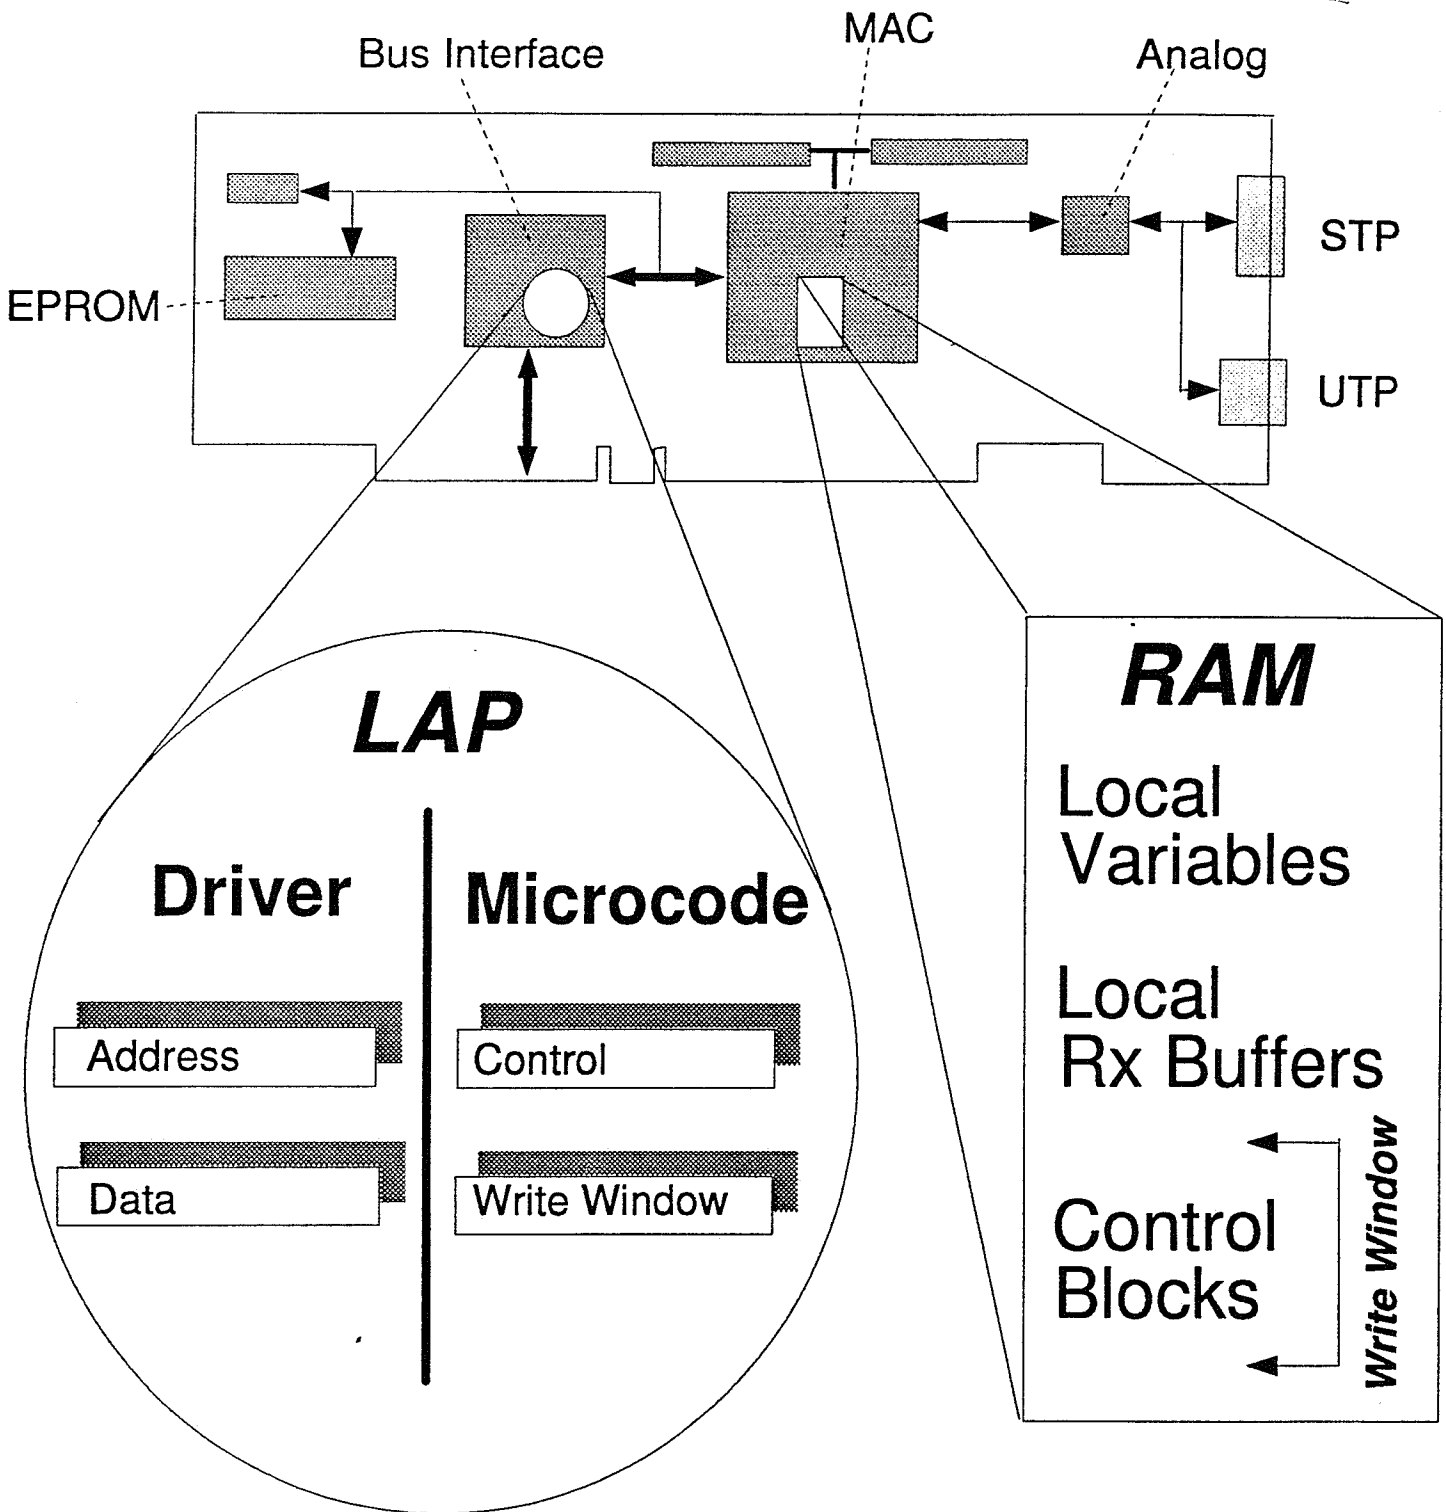 MAC
Bus Interface
Analog
STP
EPROM
UTP
LAP
Driver
Microcode
Address
Control
Data
Write Window
RAM
Local
Variables
Local
Rx Buffers
Control
Blocks
Write Window